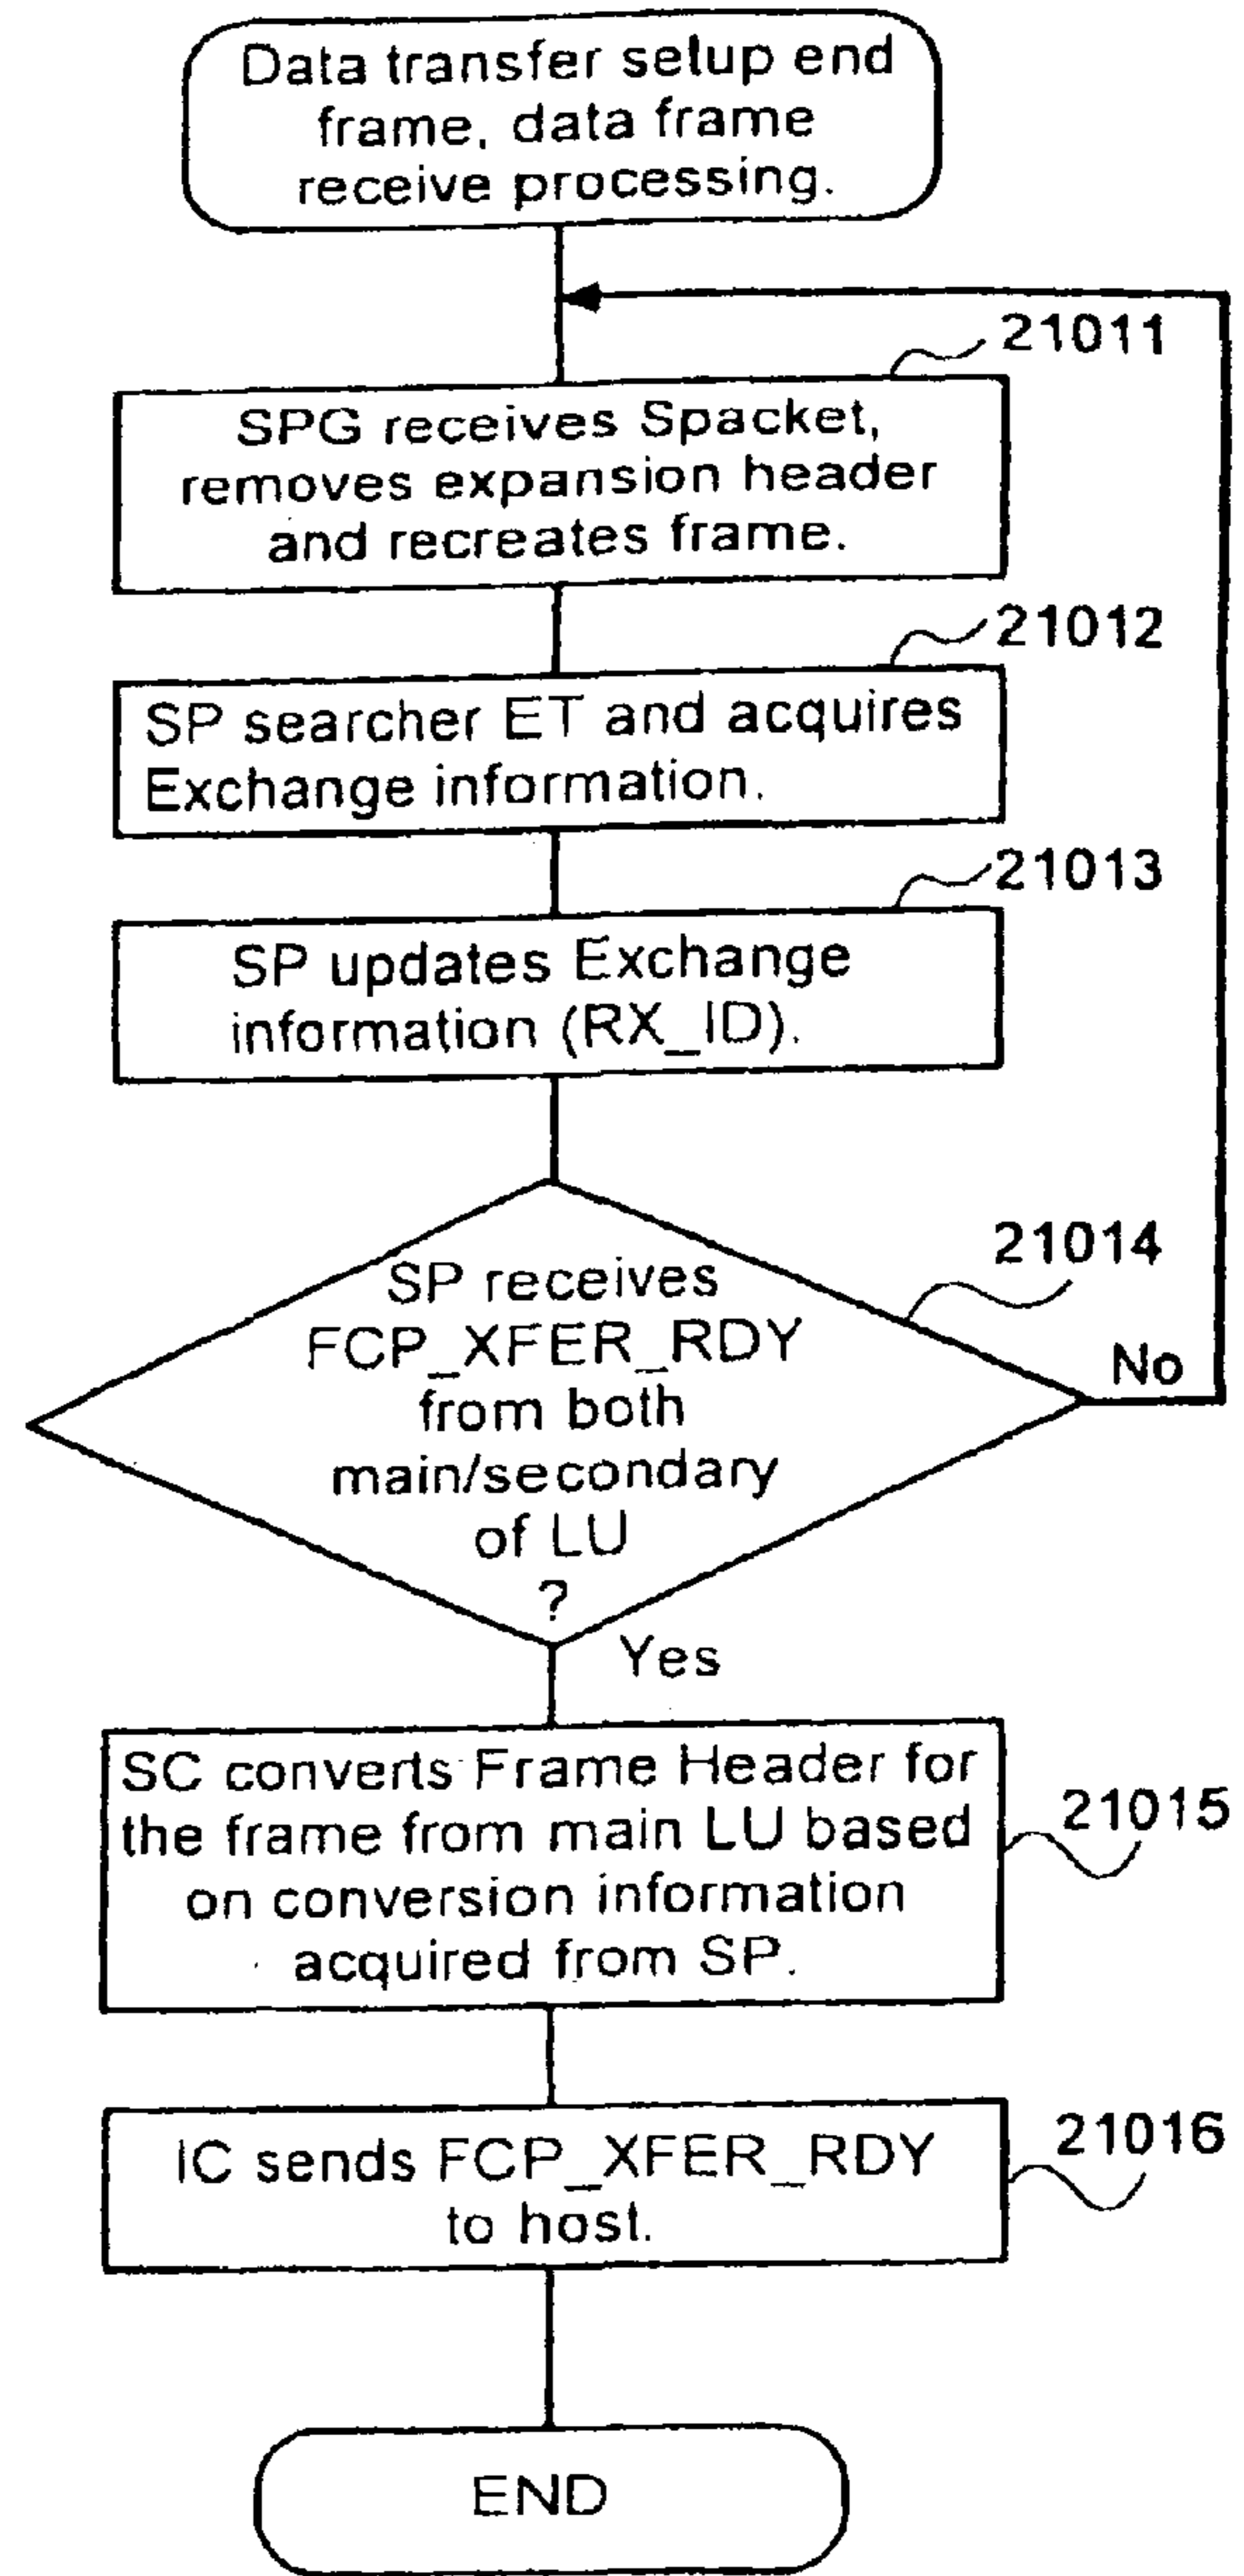 Data transfer setup end
frame, data frame
receive processing.
21011
SPG receives Spacket,
removes expansion header
and recreates frame.
21012
SP searcher ET and acquires
Exchange information.
21013
SP updates Exchange
information (RX_ID).
21014
SP receives
FCP_XFER_RDY
from both
main/secondary
of LU
?
No
Yes
SC converts Frame Header for
the frame from main LU based
on conversion information
acquired from SP.
21015
IC sends FCP_XFER_RDY
to host.
21016
END